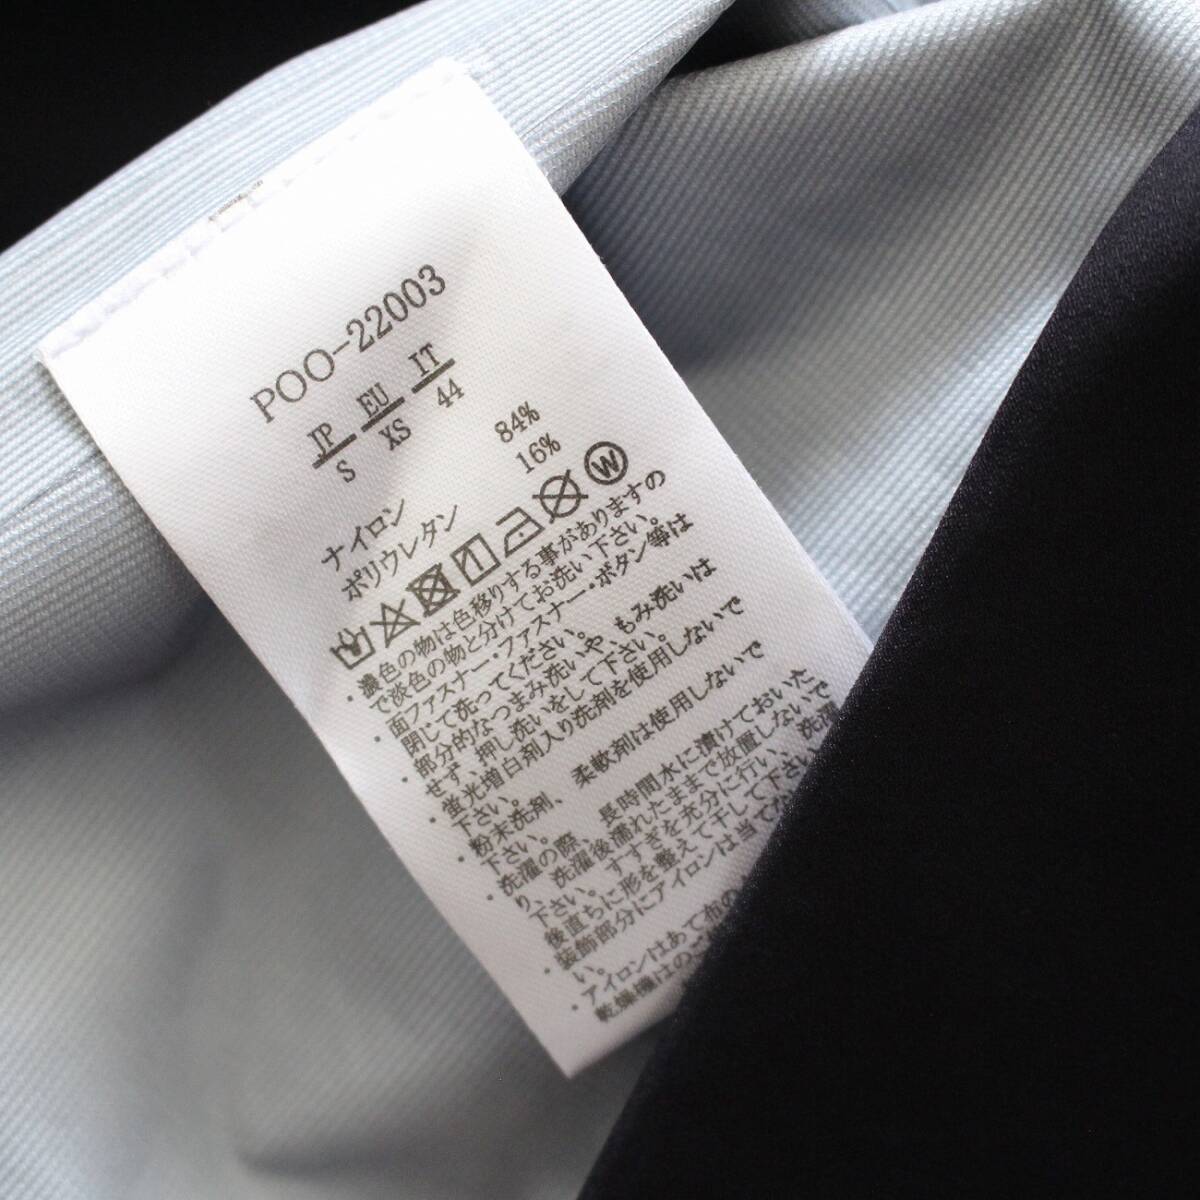 POO-22003
JP EU IT
S XS 44
ナイロン 84%
ポリウレタン 16%
W
・濃色の物は色移りする事がありますの
で淡色の物と分けてお洗い下さい。
・面ファスナー・ファスナー・ボタン等は
閉じて洗ってください。
・部分的なつまみ洗いや、もみ洗いは
せず、押し洗いをして下さい。
・蛍光増白剤入り洗剤を使用しないで
下さい。
・粉末洗剤、柔軟剤は使用しないで
下さい。
・洗濯の際、長時間水に漬けておいた
り、洗濯後濡れたままで放置しないで
下さい。すすぎを充分に行い、洗濯
後直ちに形を整えて干して下さい
・装飾部分にアイロンは当てな
い。
・アイロンはあて布の
・乾燥機はのご